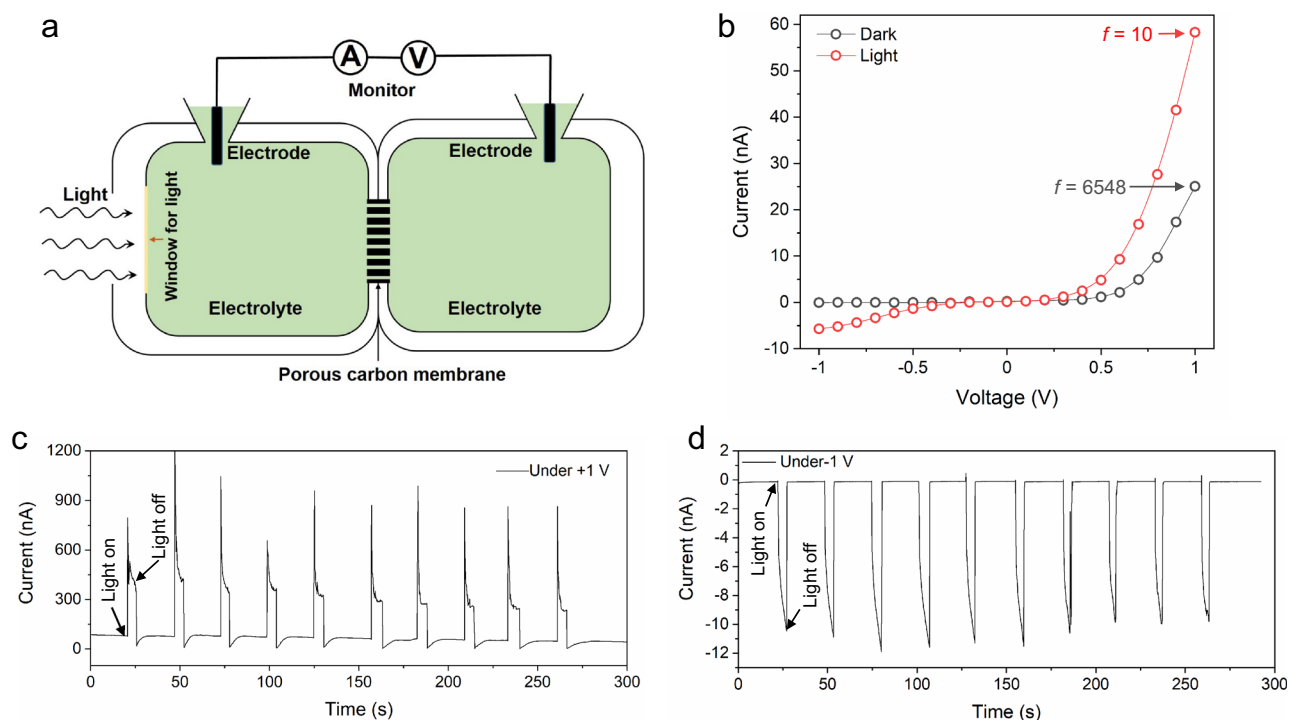 a
A
V
Monitor
Electrode
Electrode
Light
Window for light
Electrolyte
Electrolyte
Porous carbon membrane
b
Dark
Light
f = 10
f = 6548
60
50
40
30
20
10
0
-10
-1
-0.5
0
0.5
1
Current (nA)
Voltage (V)
c
Under +1 V
Light on
Light off
1200
900
600
300
0
0
50
100
150
200
250
300
Current (nA)
Time (s)
d
Under-1 V
Light on
Light off
2
0
-2
-4
-6
-8
-10
-12
0
50
100
150
200
250
300
Current (nA)
Time (s)